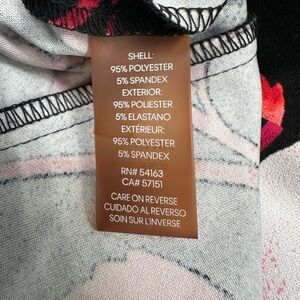 SHELL:
95% POLYESTER
5% SPANDEX
EXTERIOR:
95% POLIESTER
5% ELASTANO
EXTÉRIEUR:
95% POLYESTER
5% SPANDEX
RN# 54163
CA# 57151
CARE ON REVERSE
CUIDADO AL REVERSO
SOIN SUR L'INVERSE